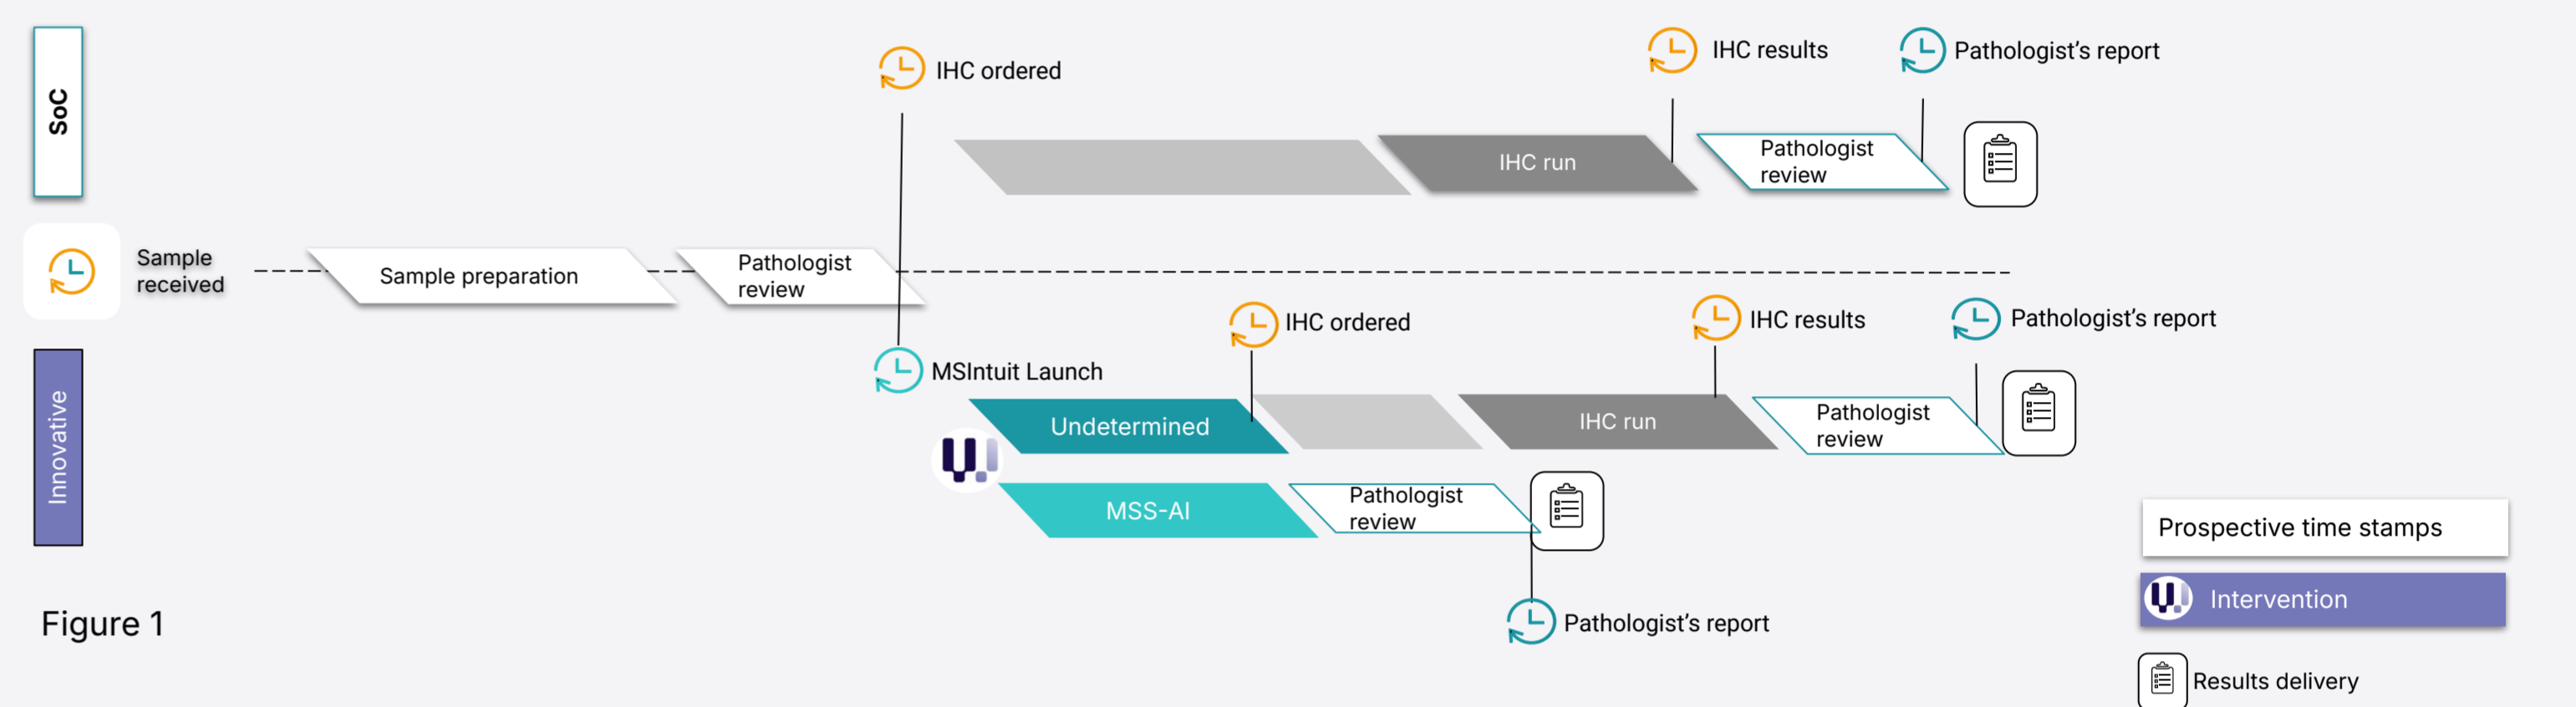 SoC
IHC ordered
IHC results
Pathologist's report
IHC run
Pathologist
review
Sample
received
Sample preparation
Pathologist
review
Innovative
MSIntuit Launch
IHC ordered
IHC results
Pathologist's report
Undetermined
IHC run
Pathologist
review
MSS-AI
Pathologist
review
Pathologist's report
Figure 1
Prospective time stamps
Intervention
Results delivery